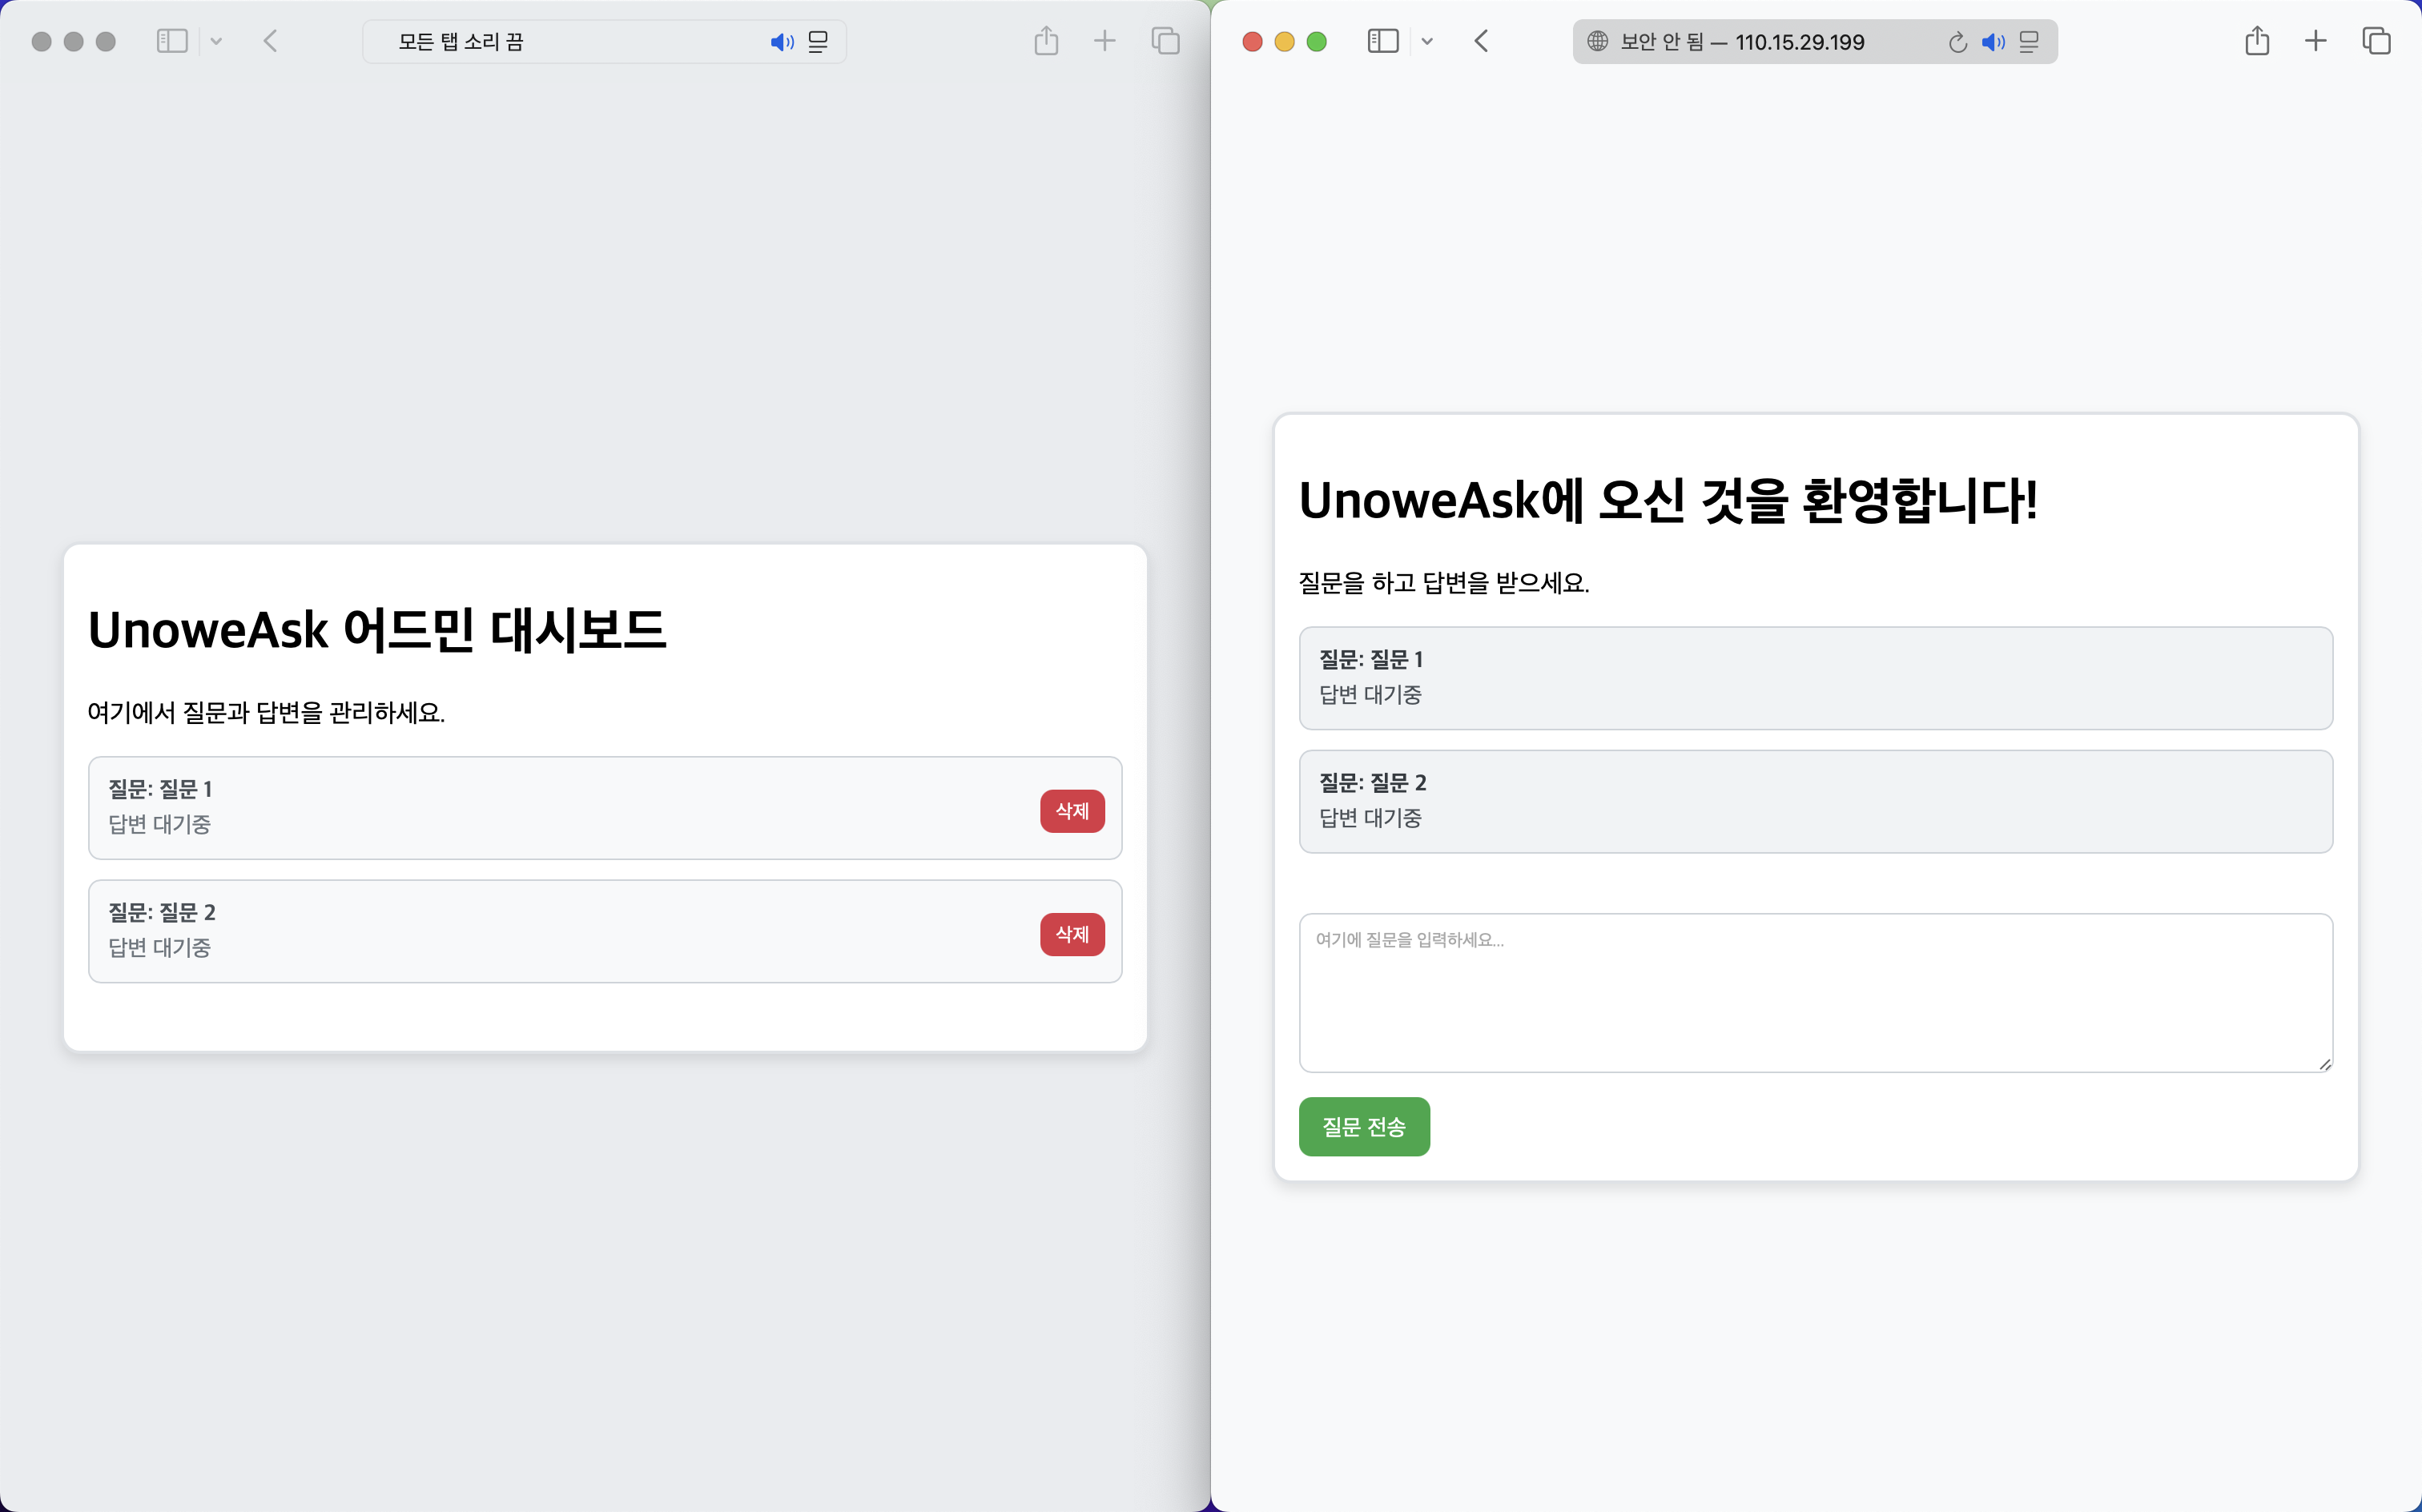 모든 탭 소리 끔
UnoweAsk 어드민 대시보드
여기에서 질문과 답변을 관리하세요.
질문: 질문 1
답변 대기중
삭제
질문: 질문 2
답변 대기중
삭제
보안 안 됨 — 110.15.29.199
UnoweAsk에 오신 것을 환영합니다!
질문을 하고 답변을 받으세요.
질문: 질문 1
답변 대기중
질문: 질문 2
답변 대기중
여기에 질문을 입력하세요...
질문 전송